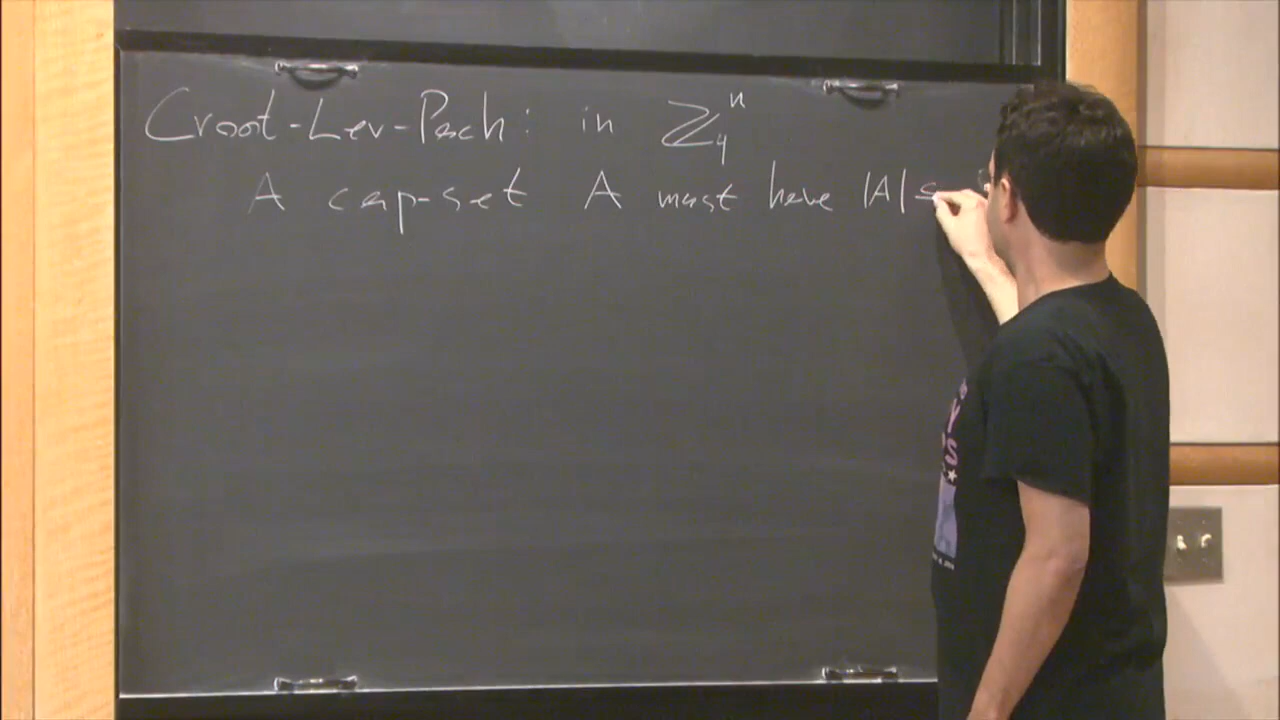 Croot-Lev-Pach: in ℤ₄ⁿ
A cap-set A must have |A| ≤